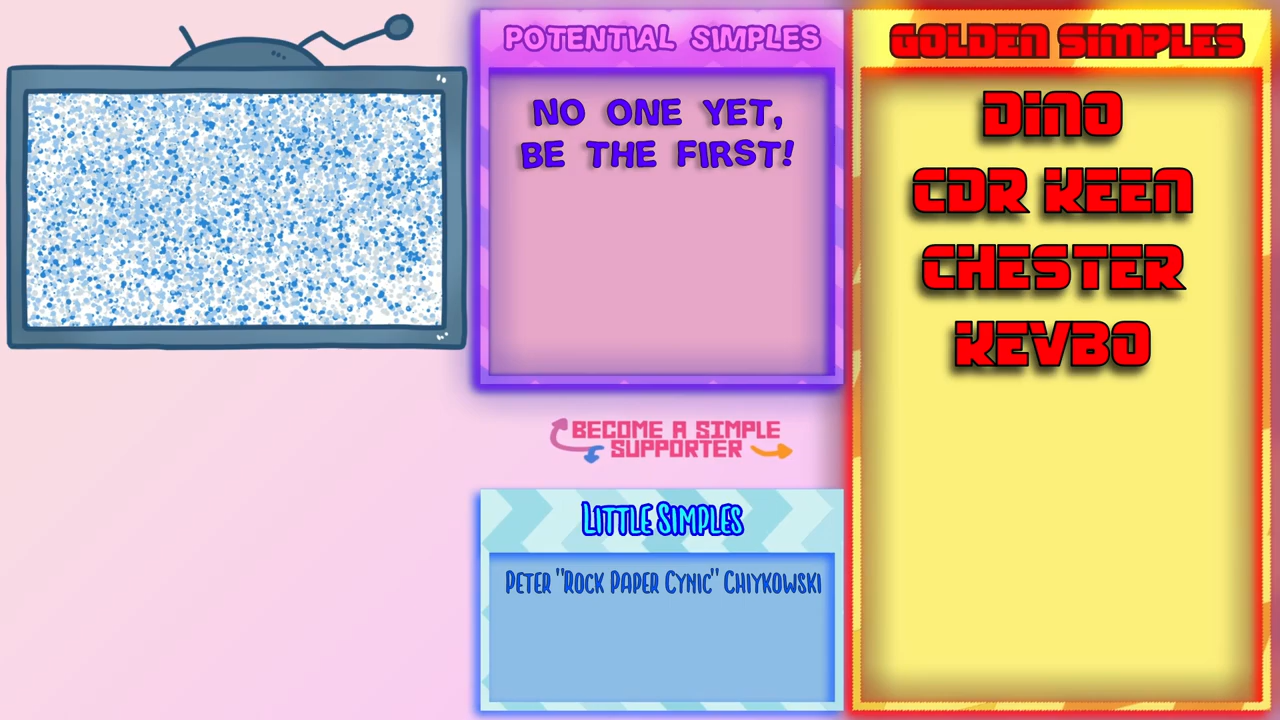 POTENTIAL SIMPLES
NO ONE YET,
BE THE FIRST!
BECOME A SIMPLE
SUPPORTER
LITTLE SIMPLES
PETER "ROCK PAPER CYNIC" CHIYKOWSKI
GOLDEN SIMPLES
DINO
CDR KEEN
CHESTER
KEVBO